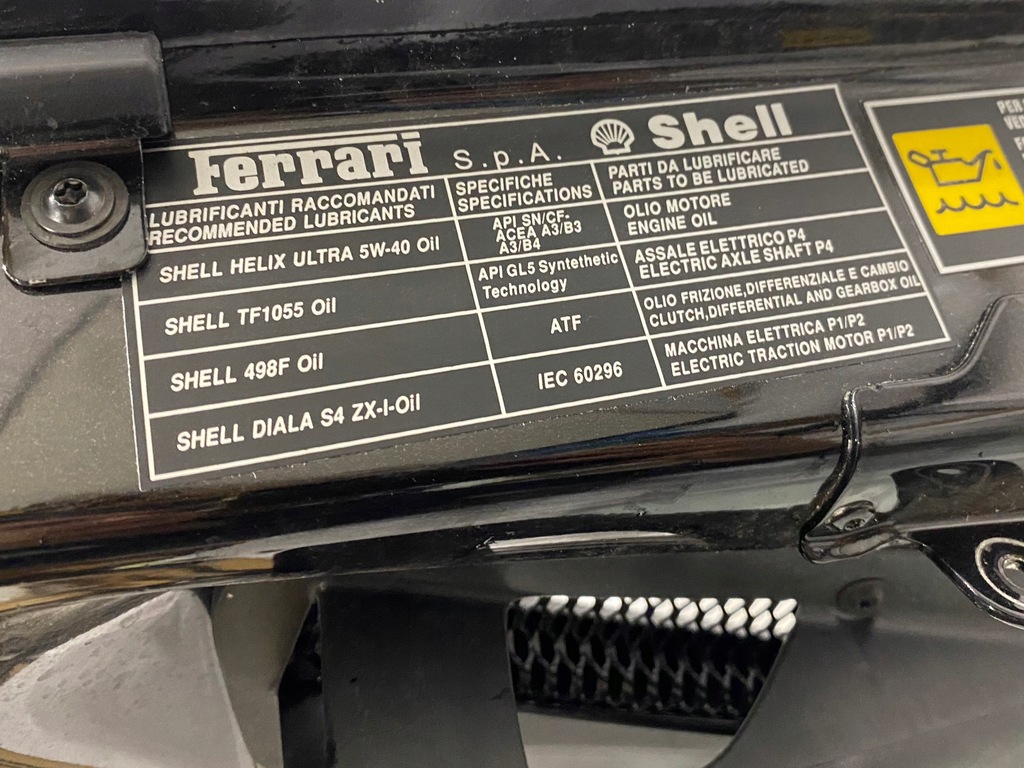 Ferrari S.p.A. Shell
LUBRIFICANTI RACCOMANDATI
RECOMMENDED LUBRICANTS
SPECIFICHE
SPECIFICATIONS
PARTI DA LUBRIFICARE
PARTS TO BE LUBRICATED
SHELL HELIX ULTRA 5W-40 Oil
API SN/CF-
ACEA A3/B3
A3/B4
OLIO MOTORE
ENGINE OIL
SHELL TF1055 Oil
API GL5 Syntethetic
Technology
ASSALE ELETTRICO P4
ELECTRIC AXLE SHAFT P4
SHELL 498F Oil
ATF
OLIO FRIZIONE,DIFFERENZIALE E CAMBIO
CLUTCH,DIFFERENTIAL AND GEARBOX OIL
SHELL DIALA S4 ZX-I-Oil
IEC 60296
MACCHINA ELETTRICA P1/P2
ELECTRIC TRACTION MOTOR P1/P2
PER